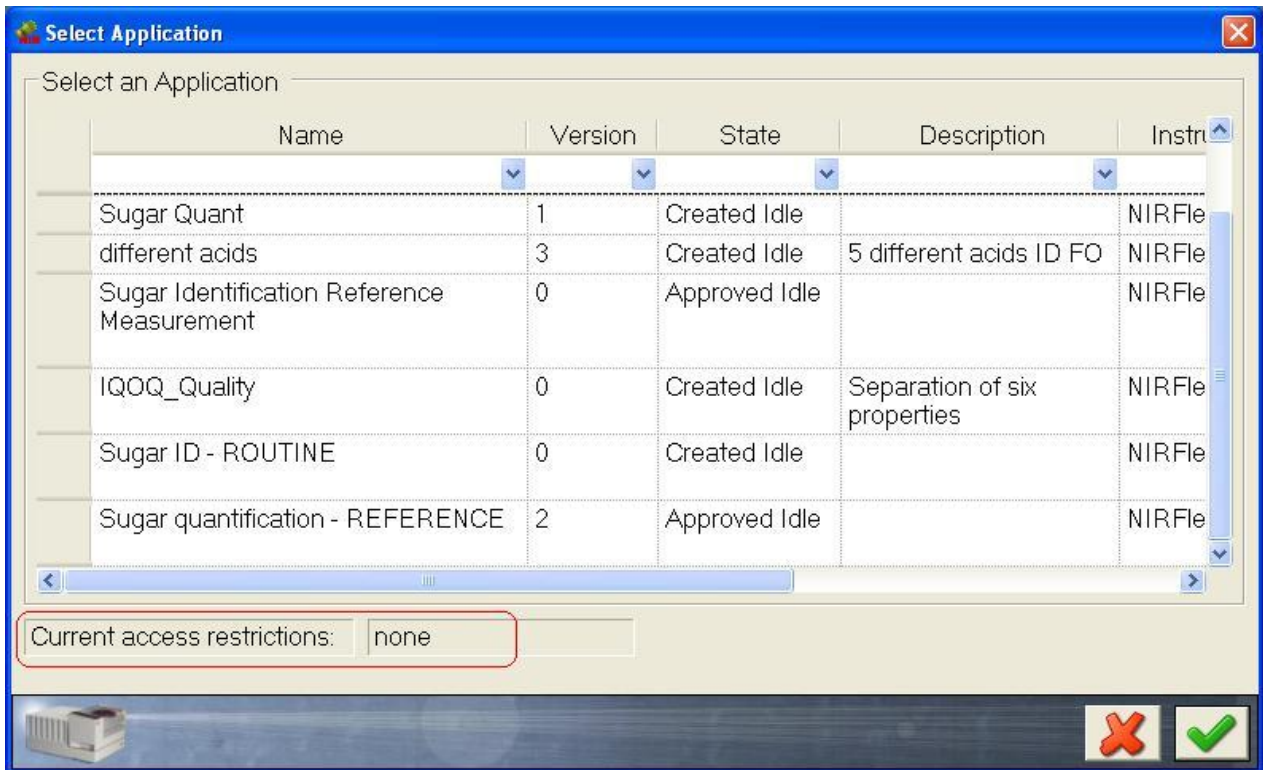 Select Application
Select an Application
Name Version State Description Instru
Sugar Quant 1 Created Idle NIRFle
different acids 3 Created Idle 5 different acids ID FO NIRFle
Sugar Identification Reference 0 Approved Idle NIRFle
Measurement
IQOQ_Quality 0 Created Idle Separation of six NIRFle
properties
Sugar ID - ROUTINE 0 Created Idle NIRFle
Sugar quantification - REFERENCE 2 Approved Idle NIRFle
Current access restrictions: none